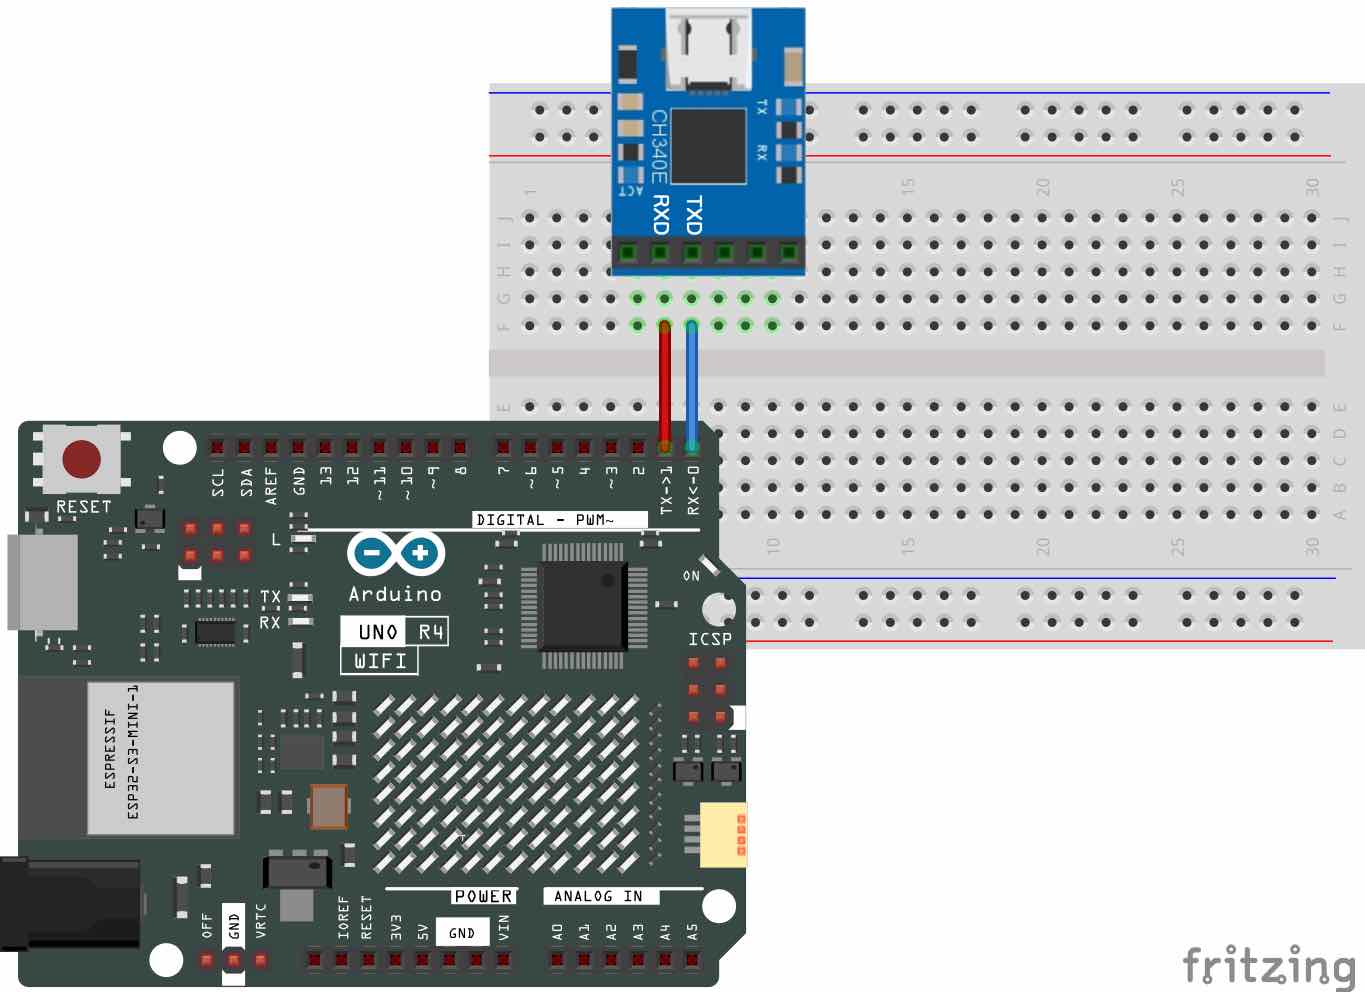 CH340E
TX
RX
ACT
RXD
TXD
1
15
20
25
30
J
J
I
I
H
H
G
G
F
F
E
E
D
C
B
A
10
15
20
25
30
RESET
SCL
SDA
AREF
GND
13
12
~11
~10
~9
8
7
~6
~5
4
~3
2
TX->1
RX<-0
DIGITAL - PWM~
L
TX
RX
Arduino
UNO R4
WIFI
ON
ICSP
ESPRESSIF
ESP32-S3-MINI-1
POWER
ANALOG IN
OFF
GND
VRTC
IOREF
RESET
3V3
5V
GND
VIN
A0
A1
A2
A3
A4
A5
fritzing